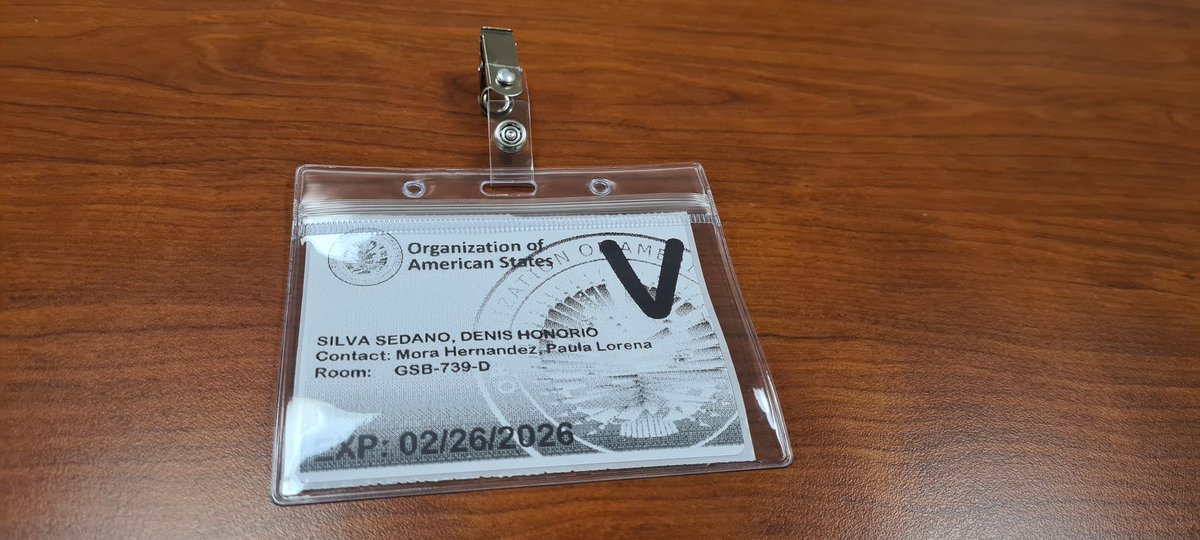 Organization of
American States
V
SILVA SEDANO, DENIS HONORIO
Contact: Mora Hernandez, Paula Lorena
Room: GSB-739-D
EXP: 02/26/2026